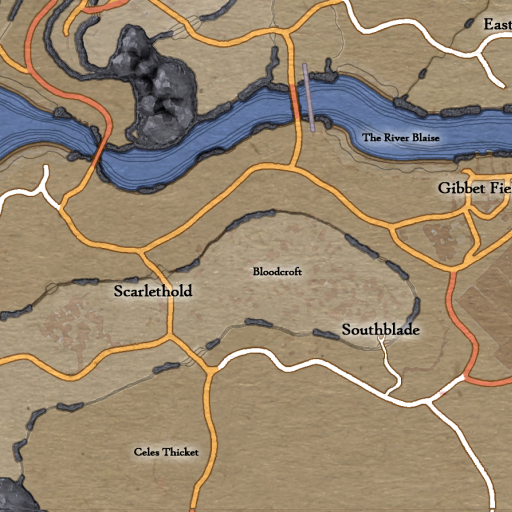 East
The River Blaise
Gibbet Fie
Bloodcroft
Scarlethold
Southblade
Celes Thicket